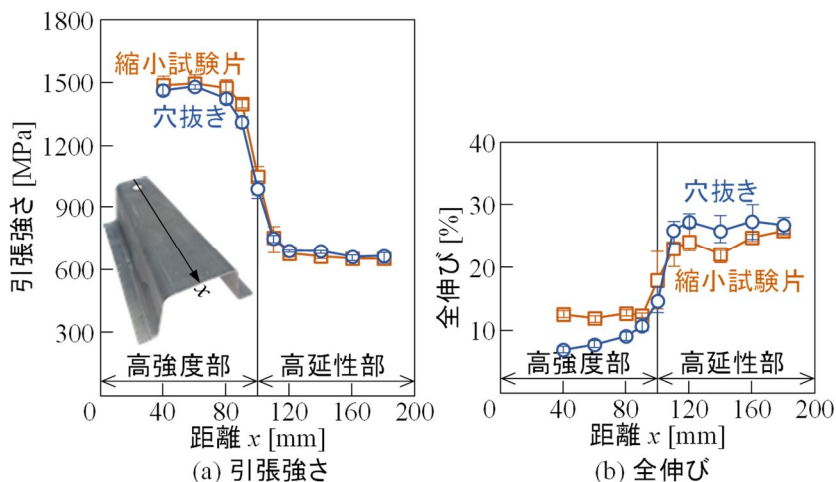 1800
1500
1200
900
600
300
0
引張強さ [MPa]
縮小試験片
穴抜き
x
高強度部
高延性部
40
80
120
160
200
距離 x [mm]
(a) 引張強さ
40
30
20
10
0
全伸び [%]
穴抜き
縮小試験片
高強度部
高延性部
40
80
120
160
200
距離 x [mm]
(b) 全伸び